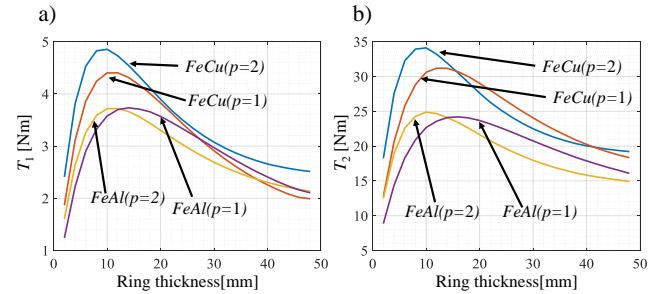 a)
5
4
3
2
1
T1 [Nm]
FeCu(p=2)
FeCu(p=1)
FeAl(p=2)
FeAl(p=1)
0 10 20 30 40 50
Ring thickness[mm]
b)
35
30
25
20
15
10
5
T2 [Nm]
FeCu(p=2)
FeCu(p=1)
FeAl(p=2)
FeAl(p=1)
0 10 20 30 40 50
Ring thickness[mm]